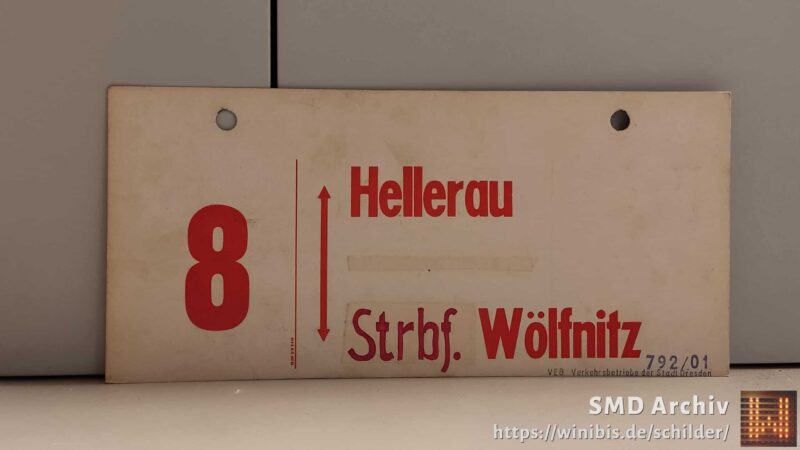 8
Hellerau
Strbf. Wölfnitz
792/01
VEB Verkehrsbetriebe der Stadt Dresden
SMD Archiv
https://winibis.de/schilder/